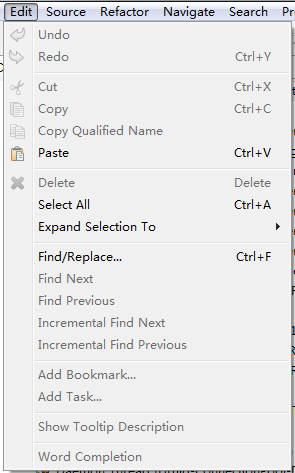 Edit Source Refactor Navigate Search
Undo
Redo Ctrl+Y
Cut Ctrl+X
Copy Ctrl+C
Copy Qualified Name
Paste Ctrl+V
Delete Delete
Select All Ctrl+A
Expand Selection To
Find/Replace... Ctrl+F
Find Next
Find Previous
Incremental Find Next
Incremental Find Previous
Add Bookmark...
Add Task...
Show Tooltip Description
Word Completion